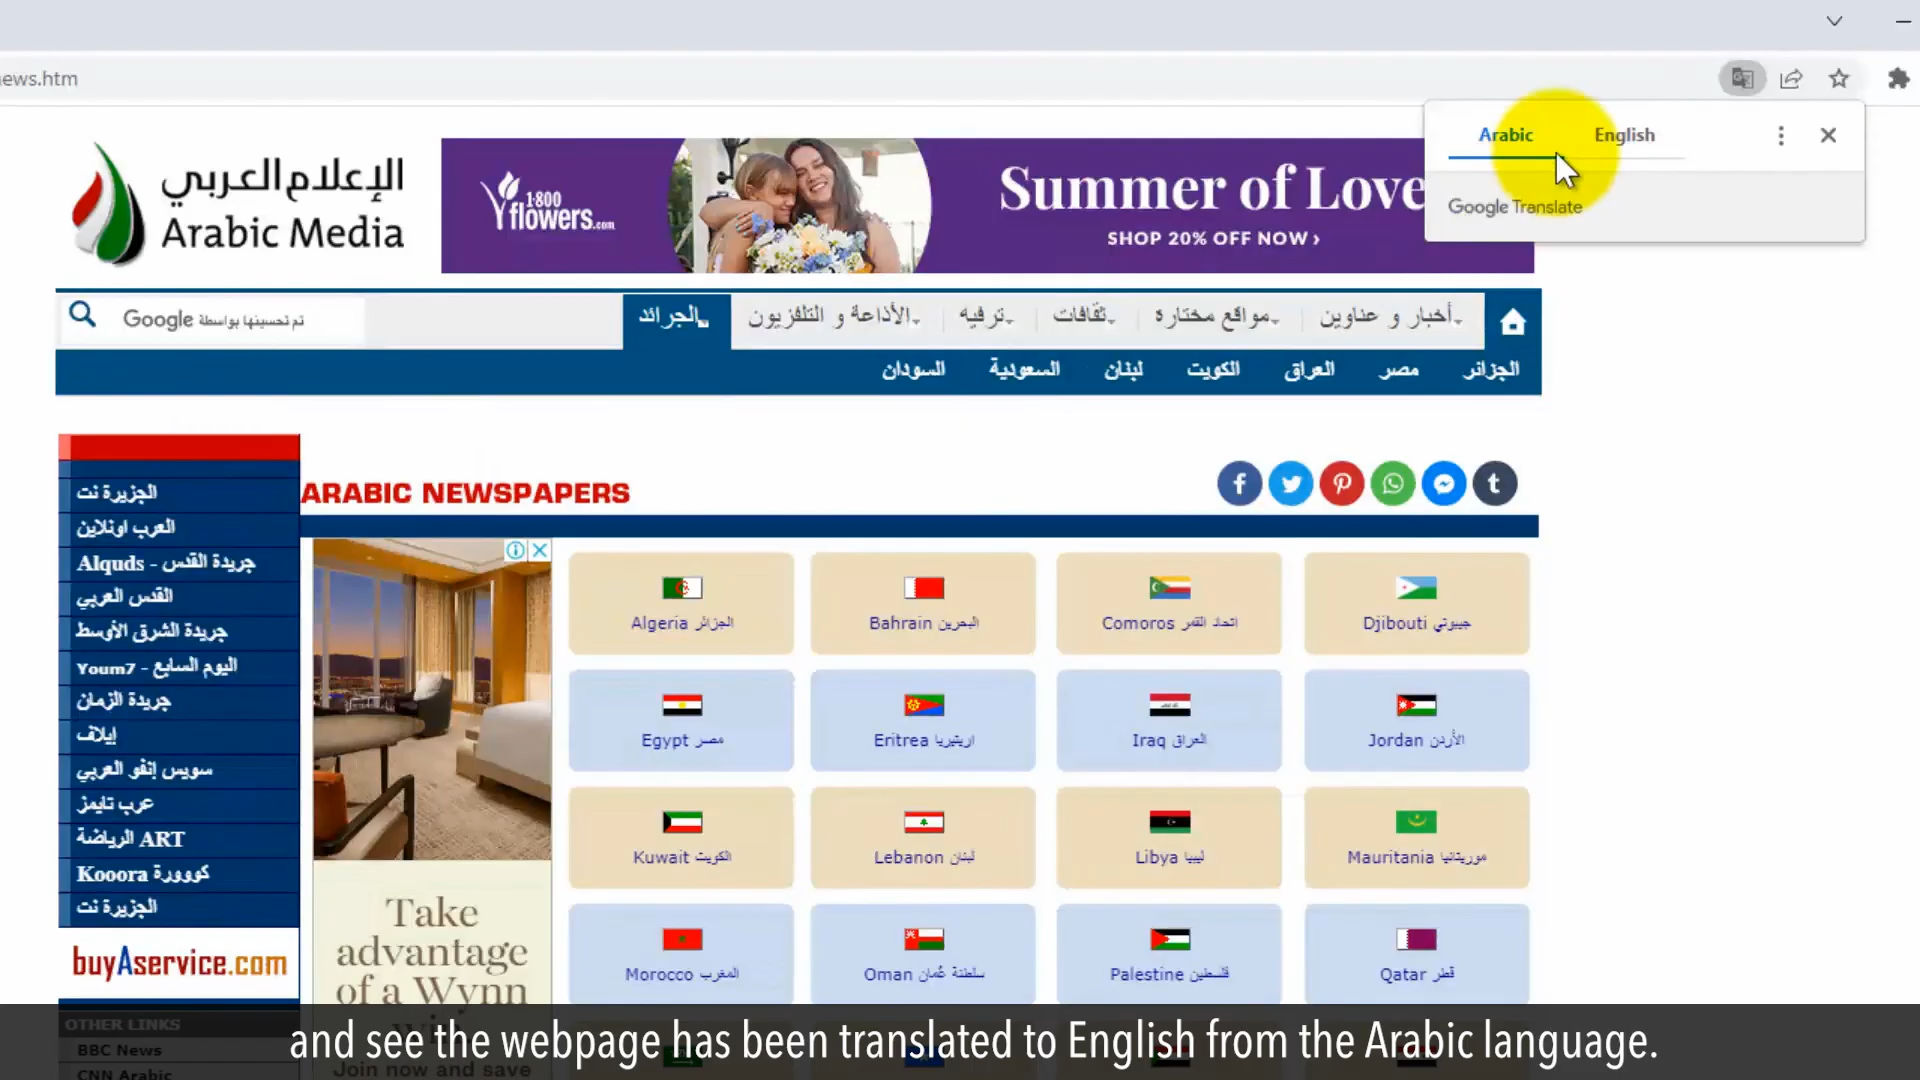 news.htm
Arabic
English
Google Translate
الإعلام العربي
Arabic Media
1-800
flowers.com
Summer of Love
SHOP 20% OFF NOW ›
Google تم تحسينها بواسطة
الجرائد
الأذاعة و التلفزيون
ترفيه
ثقافات
مواقع مختارة
أخبار و عناوين
السودان
السعودية
لبنان
الكويت
العراق
مصر
الجزائر
الجزيرة نت
العرب اونلاين
جريدة القدس - Alquds
القدس العربي
جريدة الشرق الأوسط
اليوم السابع - Youm7
جريدة الزمان
إيلاف
سويس إنفو العربي
عرب تايمز
ART الرياضة
كووورة Kooora
الجزيرة نت
buyAservice.com
OTHER LINKS
BBC News
CNN Arabic
ARABIC NEWSPAPERS
Take
advantage
of a Wynn
Join now and save
Algeria الجزائر
Bahrain البحرين
Comoros اتحاد القمر
Djibouti جيبوتي
Egypt مصر
Eritrea اريتيريا
Iraq العراق
Jordan الأردن
Kuwait الكويت
Lebanon لبنان
Libya ليبيا
Mauritania موريتانيا
Morocco المغرب
Oman سلطنة عُمان
Palestine فلسطين
Qatar قطر
and see the webpage has been translated to English from the Arabic language.